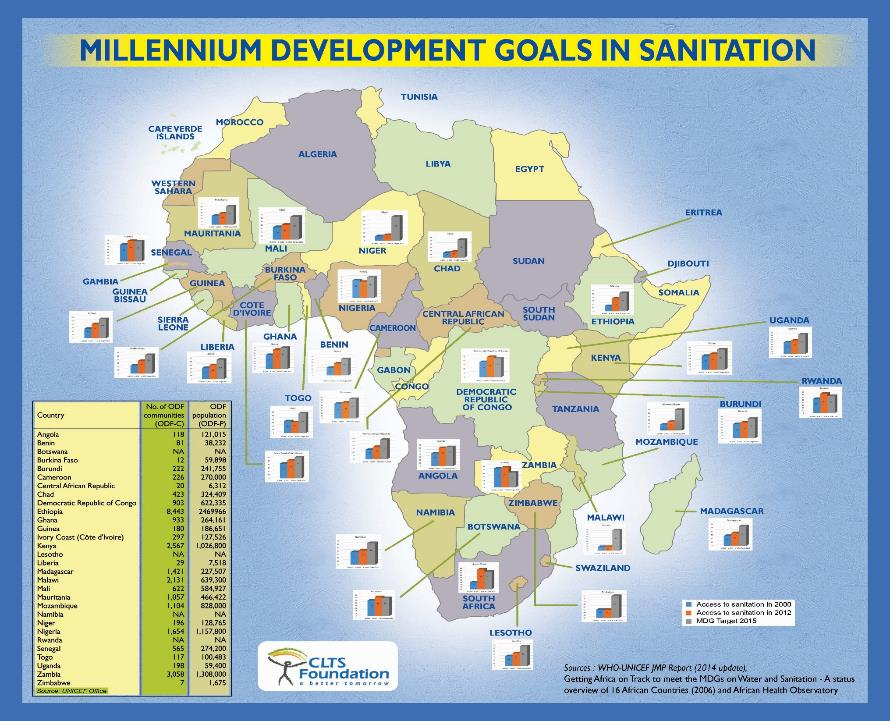 MILLENNIUM DEVELOPMENT GOALS IN SANITATION
TUNISIA
MOROCCO
CAPE VERDE
ISLANDS
ALGERIA
LIBYA
EGYPT
WESTERN
SAHARA
MAURITANIA
MALI
NIGER
CHAD
SUDAN
ERITREA
SENEGAL
DJIBOUTI
GAMBIA
GUINEA
BISSAU
GUINEA
BURKINA
FASO
NIGERIA
SOMALIA
SIERRA
LEONE
COTE
D'IVOIRE
CAMEROON
CENTRAL AFRICAN
REPUBLIC
SOUTH
SUDAN
ETHIOPIA
UGANDA
LIBERIA
GHANA
BENIN
GABON
CONGO
KENYA
TOGO
DEMOCRATIC
REPUBLIC
OF CONGO
RWANDA
BURUNDI
TANZANIA
MOZAMBIQUE
ANGOLA
ZAMBIA
NAMIBIA
ZIMBABWE
BOTSWANA
MALAWI
MADAGASCAR
SWAZILAND
SOUTH
AFRICA
LESOTHO
Country No. of ODF communities (ODF-C) ODF population (ODF-P)
Angola 118 121,015
Benin 81 38,232
Botswana NA NA
Burkina Faso 12 59,898
Burundi 222 241,755
Cameroon 226 270,000
Central African Republic 20 6,312
Chad 423 324,409
Democratic Republic of Congo 903 622,335
Ethiopia 8,443 2469966
Ghana 933 264,161
Guinea 180 186,651
Ivory Coast (Côte d'Ivoire) 297 127,526
Kenya 2,567 1,026,800
Lesotho NA NA
Liberia 29 7,518
Madagascar 1,421 227,507
Malawi 2,131 639,300
Mali 622 584,927
Mauritania 1,057 466,422
Mozambique 1,104 828,000
Namibia NA NA
Niger 196 128,765
Nigeria 1,654 1,157,800
Rwanda NA NA
Senegal 565 274,200
Togo 117 100,483
Uganda 198 59,400
Zambia 3,058 1,308,000
Zimbabwe 7 1,675
Source: UNICEF Office
CLTS
Foundation
a better tomorrow
Access to sanitation in 2000
Access to sanitation in 2012
MDG Target 2015
Sources : WHO-UNICEF JMP Report (2014 update),
Getting Africa on Track to meet the MDGs on Water and Sanitation - A status
overview of 16 African Countries (2006) and African Health Observatory